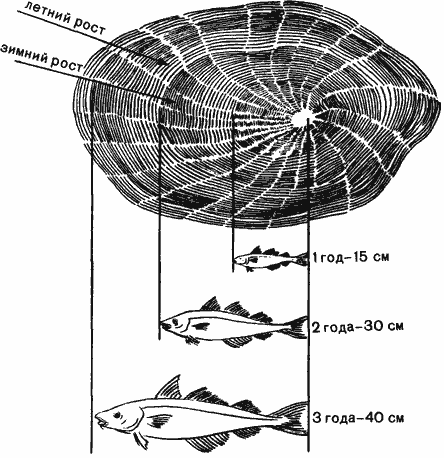 летний рост
зимний рост
1 год–15 см
2 года–30 см
3 года–40 см